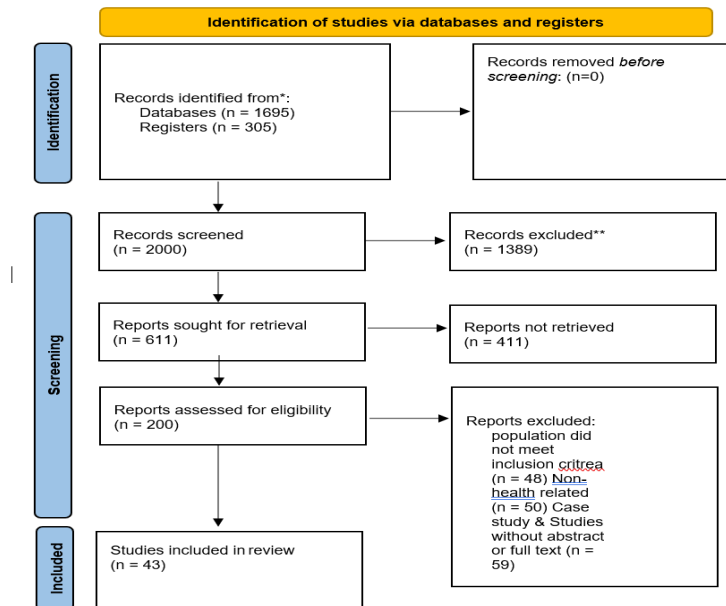 Identification of studies via databases and registers
Identification
Records identified from*:
Databases (n = 1695)
Registers (n = 305)
Records removed before
screening: (n=0)
Screening
Records screened
(n = 2000)
Records excluded**
(n = 1389)
Reports sought for retrieval
(n = 611)
Reports not retrieved
(n = 411)
Reports assessed for eligibility
(n = 200)
Reports excluded:
population did
not meet
inclusion critrea
(n = 48) Non-
health related
(n = 50) Case
study & Studies
without abstract
or full text (n =
59)
Included
Studies included in review
(n = 43)